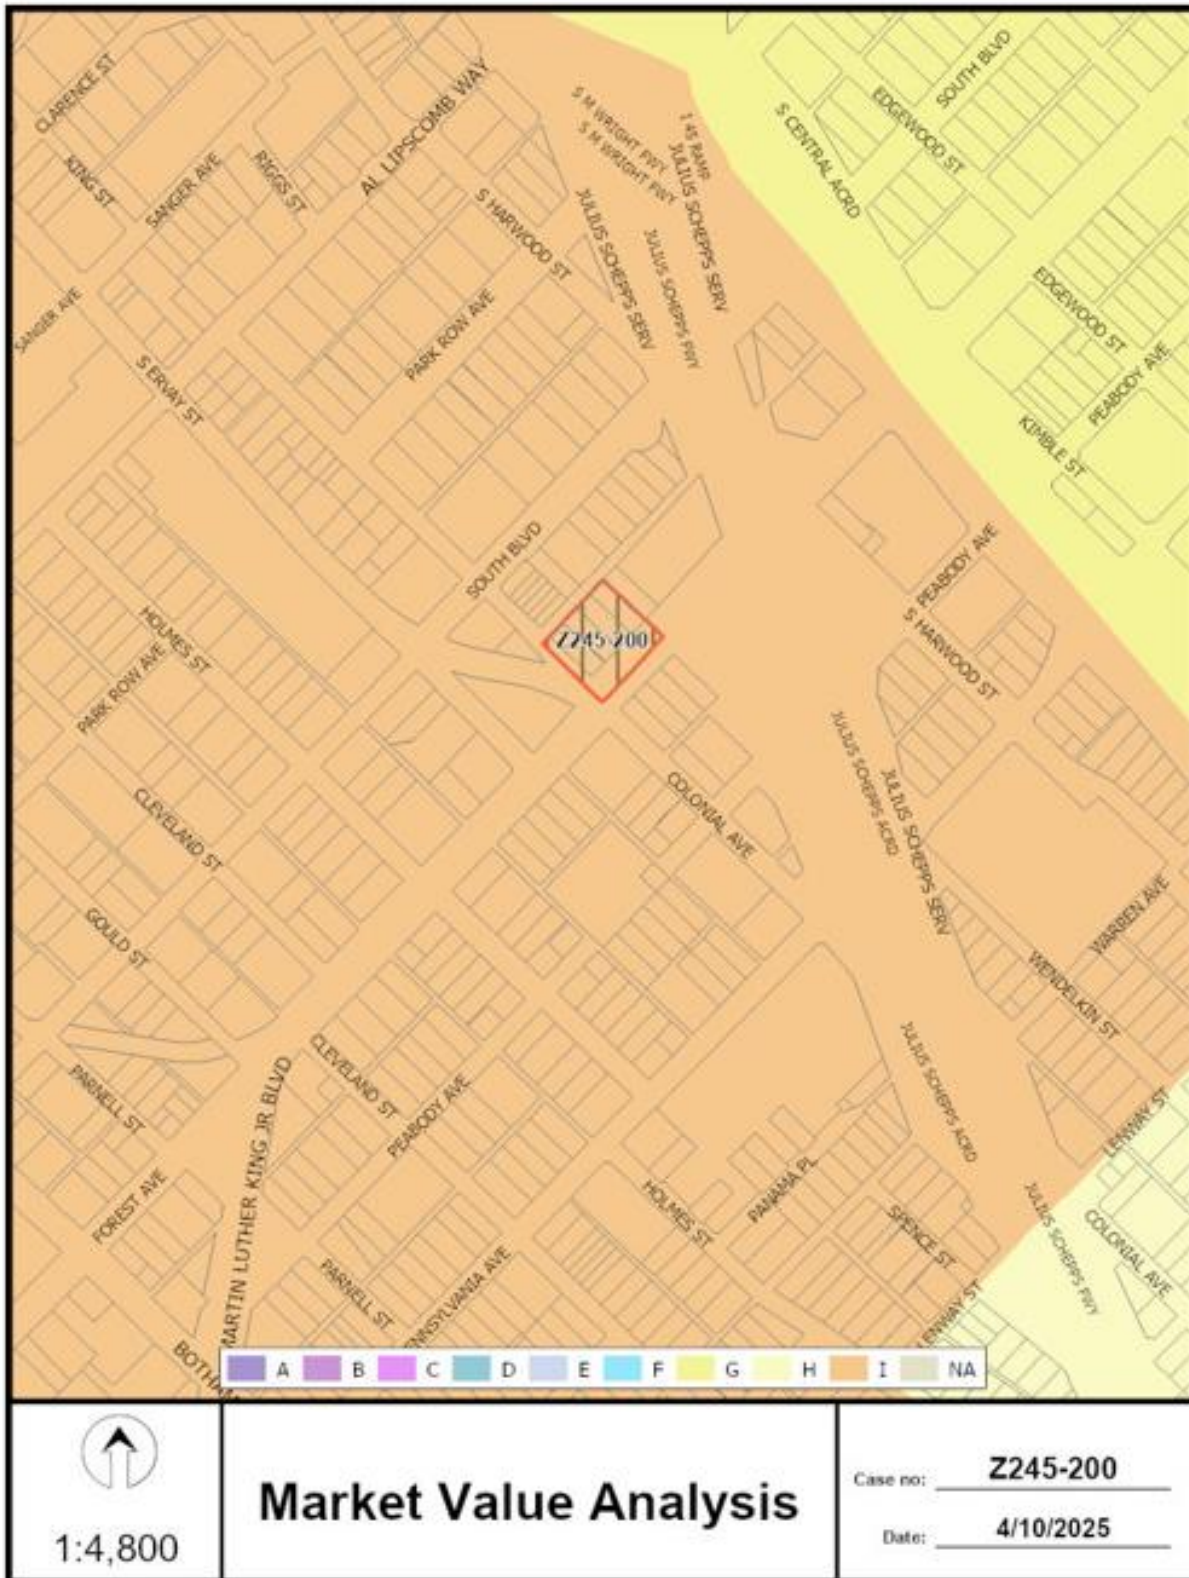 CLARENCE ST
KING ST
SANGER AVE
RIGGS ST
AL LIPSCOMB WAY
S HARWOOD ST
S M WRIGHT FWY
S M WRIGHT FWY
I 45 RAMP
JULIUS SCHEPPS SERV
JULIUS SCHEPPS SERV
JULIUS SCHEPPS FWY
S CENTRAL ACRD
EDGEWOOD ST
SOUTH BLVD
EDGEWOOD ST
PEABODY AVE
KIMBLE ST
SANGER AVE
S ERVAY ST
PARK ROW AVE
SOUTH BLVD
Z245-200
PEABODY AVE
S HARWOOD ST
HOLMES ST
PARK ROW AVE
CLEVELAND ST
GOULD ST
COLONIAL AVE
JULIUS SCHEPPS ACRD
JULIUS SCHEPPS SERV
WARREN AVE
WENDELKIN ST
PARNELL ST
CLEVELAND ST
PEABODY AVE
JULIUS SCHEPPS ACRD
LENWAY ST
FOREST AVE
MARTIN LUTHER KING JR BLVD
HOLMES ST
PANAMA PL
SPENCE ST
JULIUS SCHEPPS FWY
COLONIAL AVE
PARNELL ST
ENNSYLVANIA AVE
LENWAY ST
BOTHAM
A B C D E F G H I NA
1:4,800
Market Value Analysis
Case no: Z245-200
Date: 4/10/2025